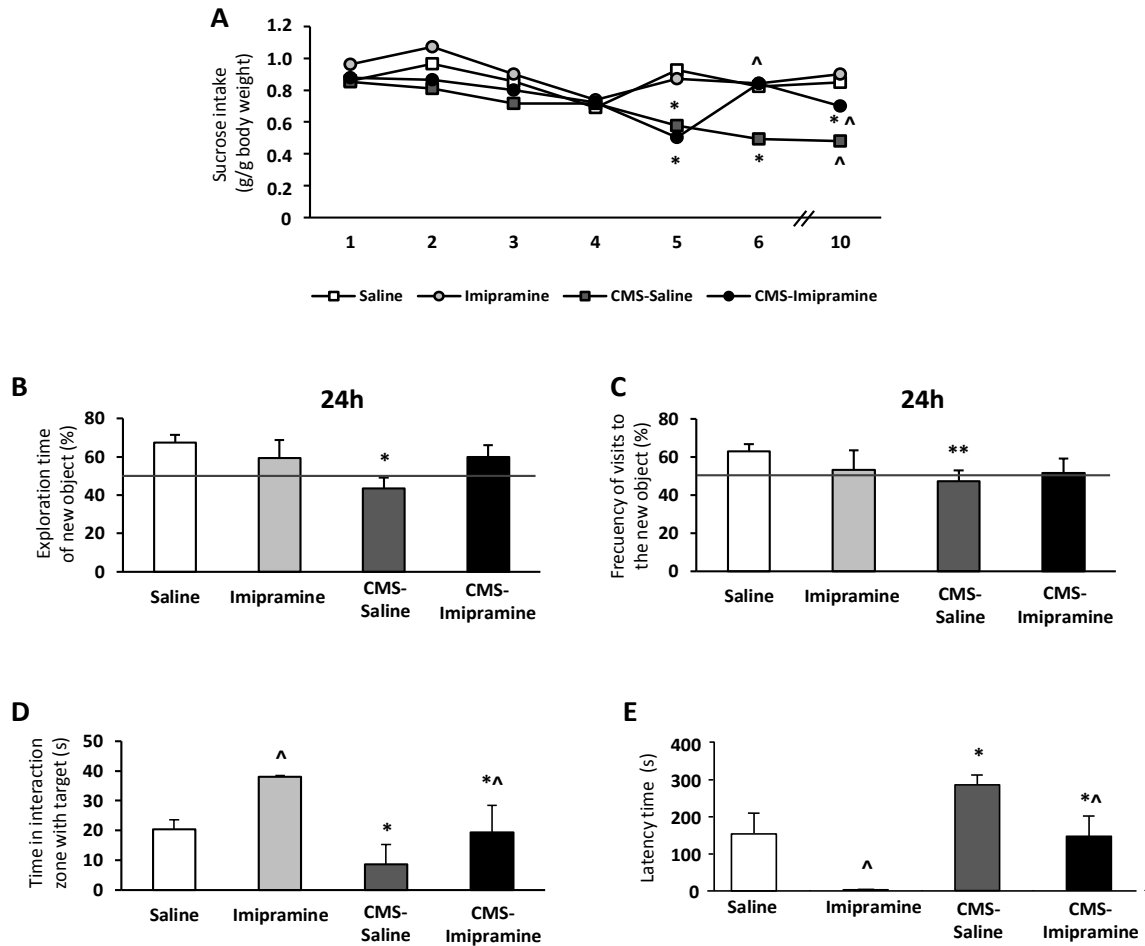 A
Sucrose intake
(g/g body weight)
1.2
1.0
0.8
0.6
0.4
0.2
0
^
*
* ^
*
*
^
1 2 3 4 5 6 10
Saline Imipramine CMS-Saline CMS-Imipramine
B
24h
Exploration time
of new object (%)
80
60
40
20
0
*
Saline Imipramine CMS-
Saline CMS-
Imipramine
C
24h
Frecuency of visits to
the new object (%)
80
60
40
20
0
**
Saline Imipramine CMS-
Saline CMS-
Imipramine
D
Time in interaction
zone with target (s)
50
40
30
20
10
0
^
*
*^
Saline Imipramine CMS-
Saline CMS-
Imipramine
E
Latency time (s)
400
300
200
100
0
^
*
*^
Saline Imipramine CMS-
Saline CMS-
Imipramine